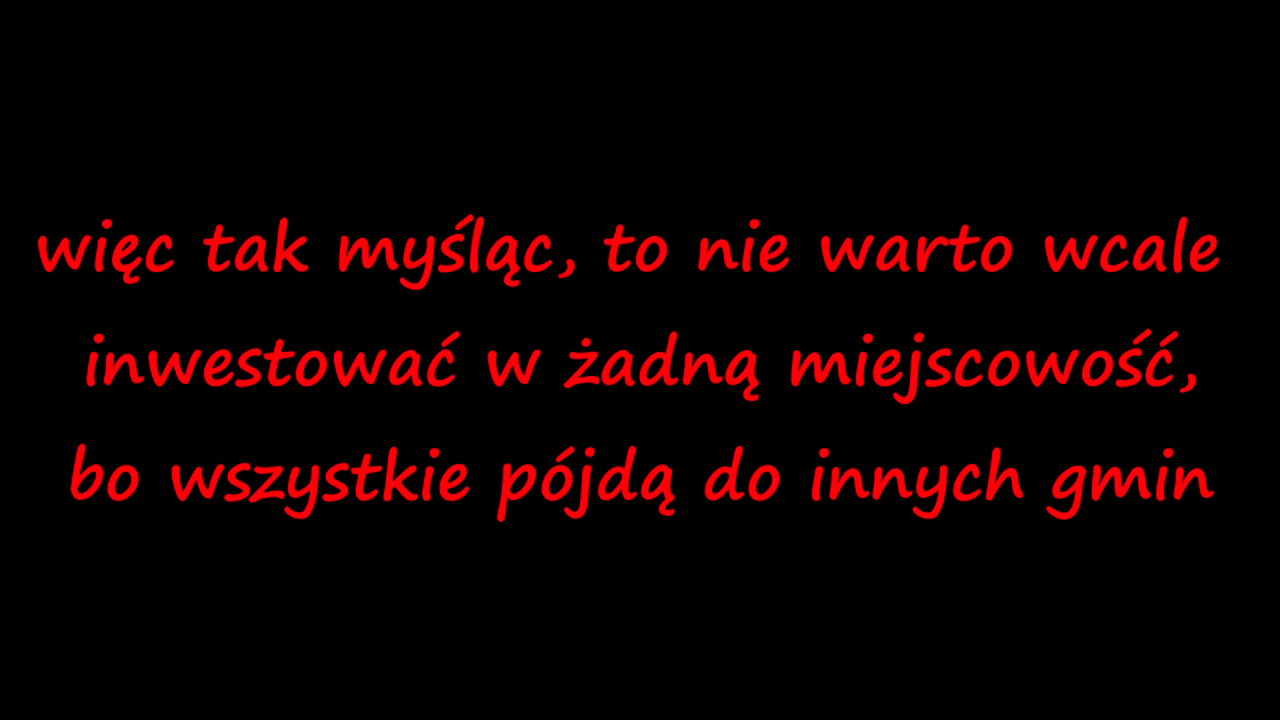 więc tak myśląc, to nie warto wcale
inwestować w żadną miejscowość,
bo wszystkie pójdą do innych gmin